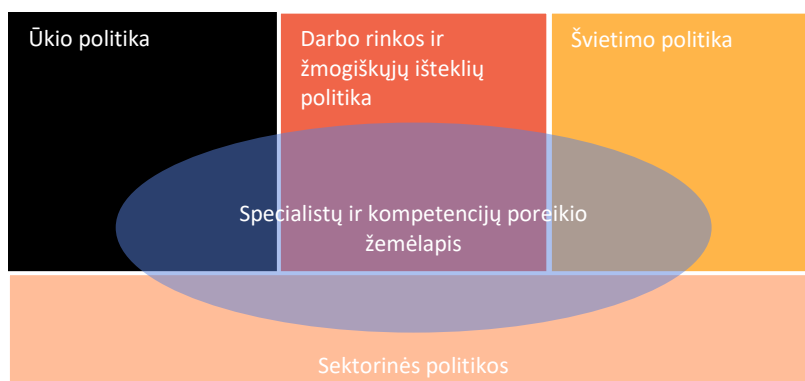 Ūkio politika
Darbo rinkos ir
žmogiškųjų išteklių
politika
Švietimo politika
Specialistų ir kompetencijų poreikio
žemėlapis
Sektorinės politikos